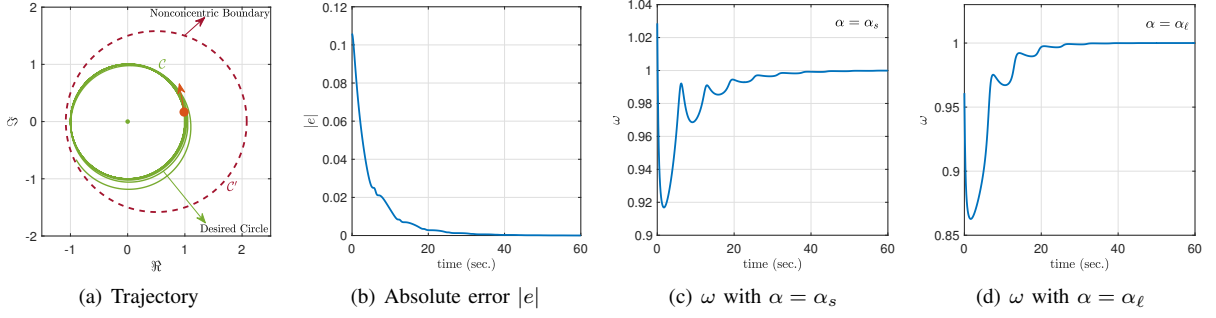 2
1
0
-1
-2
-1
0
1
2
ℑ
ℜ
Nonconcentric Boundary
𝒞
𝒞′
Desired Circle
(a) Trajectory
0.12
0.1
0.08
0.06
0.04
0.02
0
0
20
40
60
|e|
time (sec.)
(b) Absolute error |e|
1.04
1.02
1
0.98
0.96
0.94
0.92
0.9
0
20
40
60
ω
time (sec.)
α = αₛ
(c) ω with α = αₛ
1
0.95
0.9
0.85
0
20
40
60
ω
time (sec.)
α = α_ℓ
(d) ω with α = α_ℓ